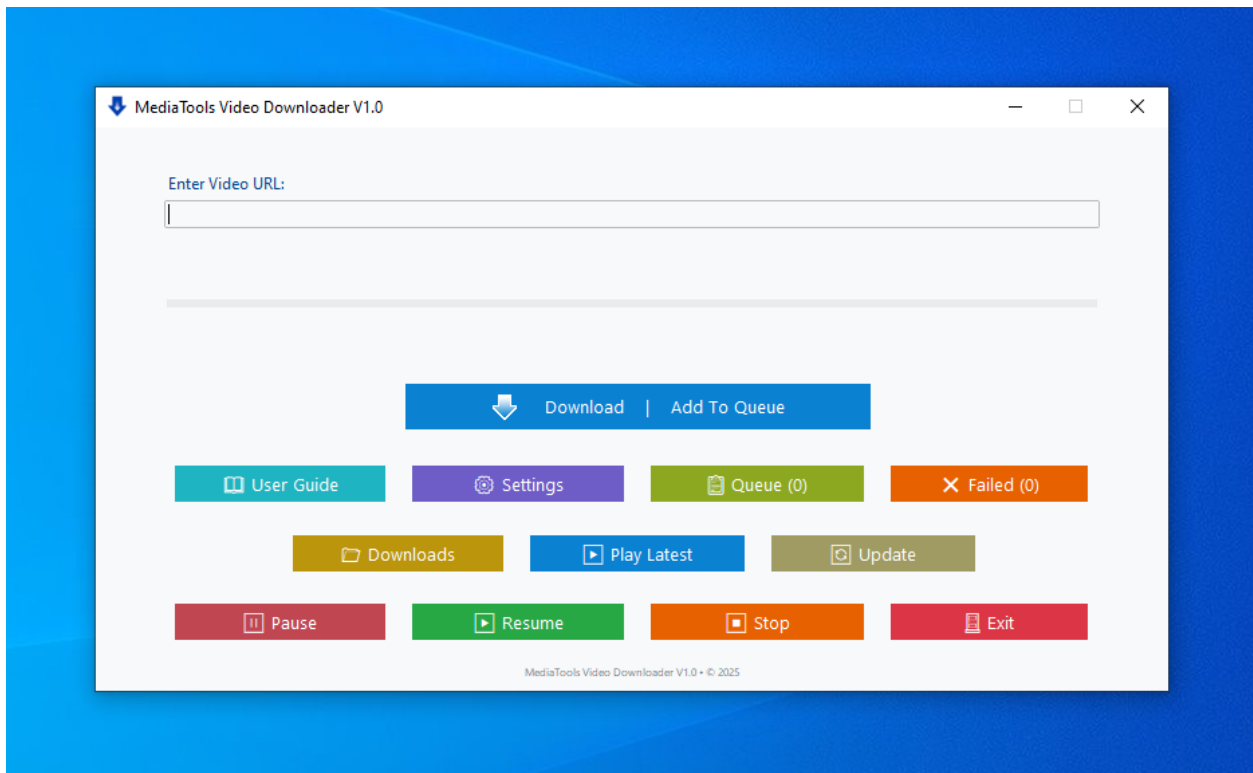 MediaTools Video Downloader V1.0
Enter Video URL:
Download | Add To Queue
User Guide
Settings
Queue (0)
Failed (0)
Downloads
Play Latest
Update
Pause
Resume
Stop
Exit
MediaTools Video Downloader V1.0 • © 2025